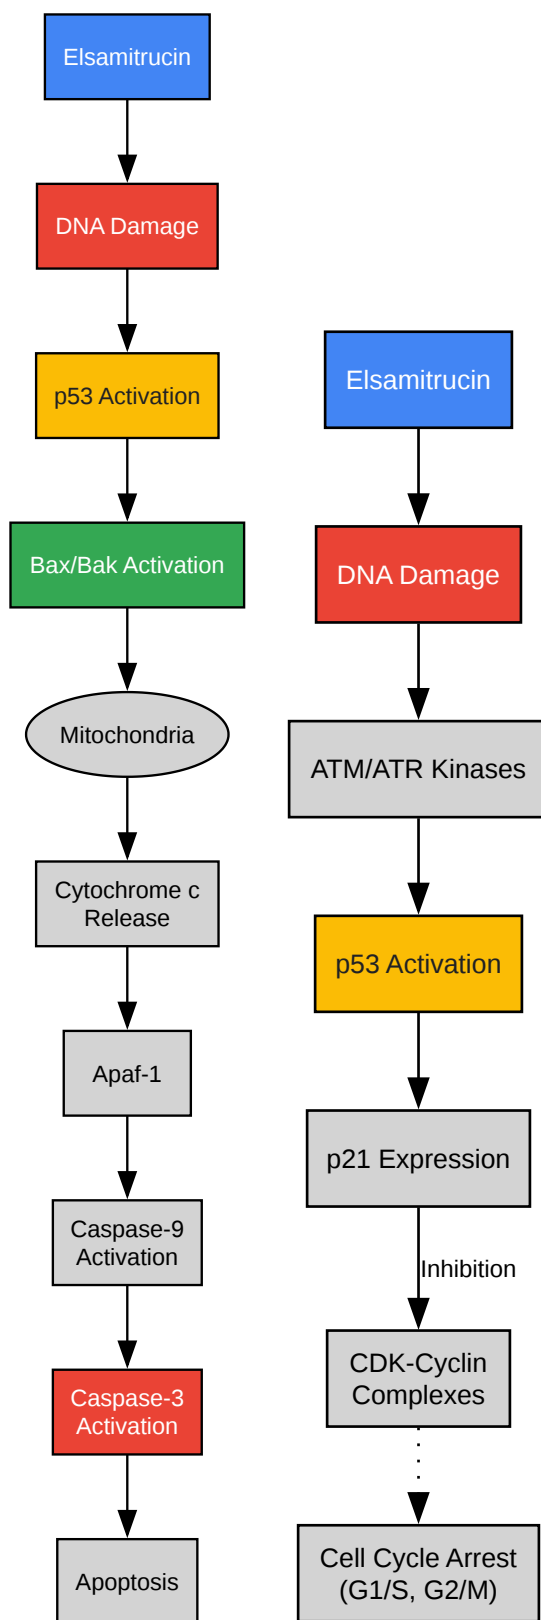 Elsamitrucin
DNA Damage
p53 Activation
Bax/Bak Activation
Mitochondria
Cytochrome c
Release
Apaf-1
Caspase-9
Activation
Caspase-3
Activation
Apoptosis
Elsamitrucin
DNA Damage
ATM/ATR Kinases
p53 Activation
p21 Expression
Inhibition
CDK-Cyclin
Complexes
Cell Cycle Arrest
(G1/S, G2/M)